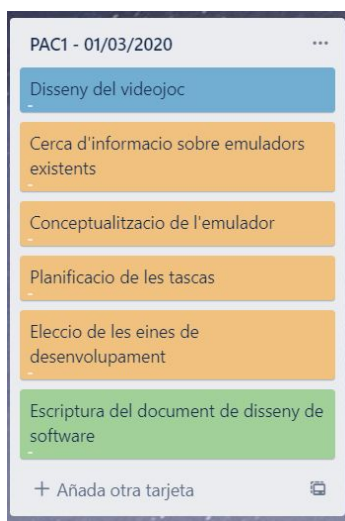 PAC1 - 01/03/2020
Disseny del videojoc
Cerca d'informacio sobre emuladors
existents
Conceptualitzacio de l'emulador
Planificacio de les tascas
Eleccio de les eines de
desenvolupament
Escriptura del document de disseny de
software
+ Añada otra tarjeta